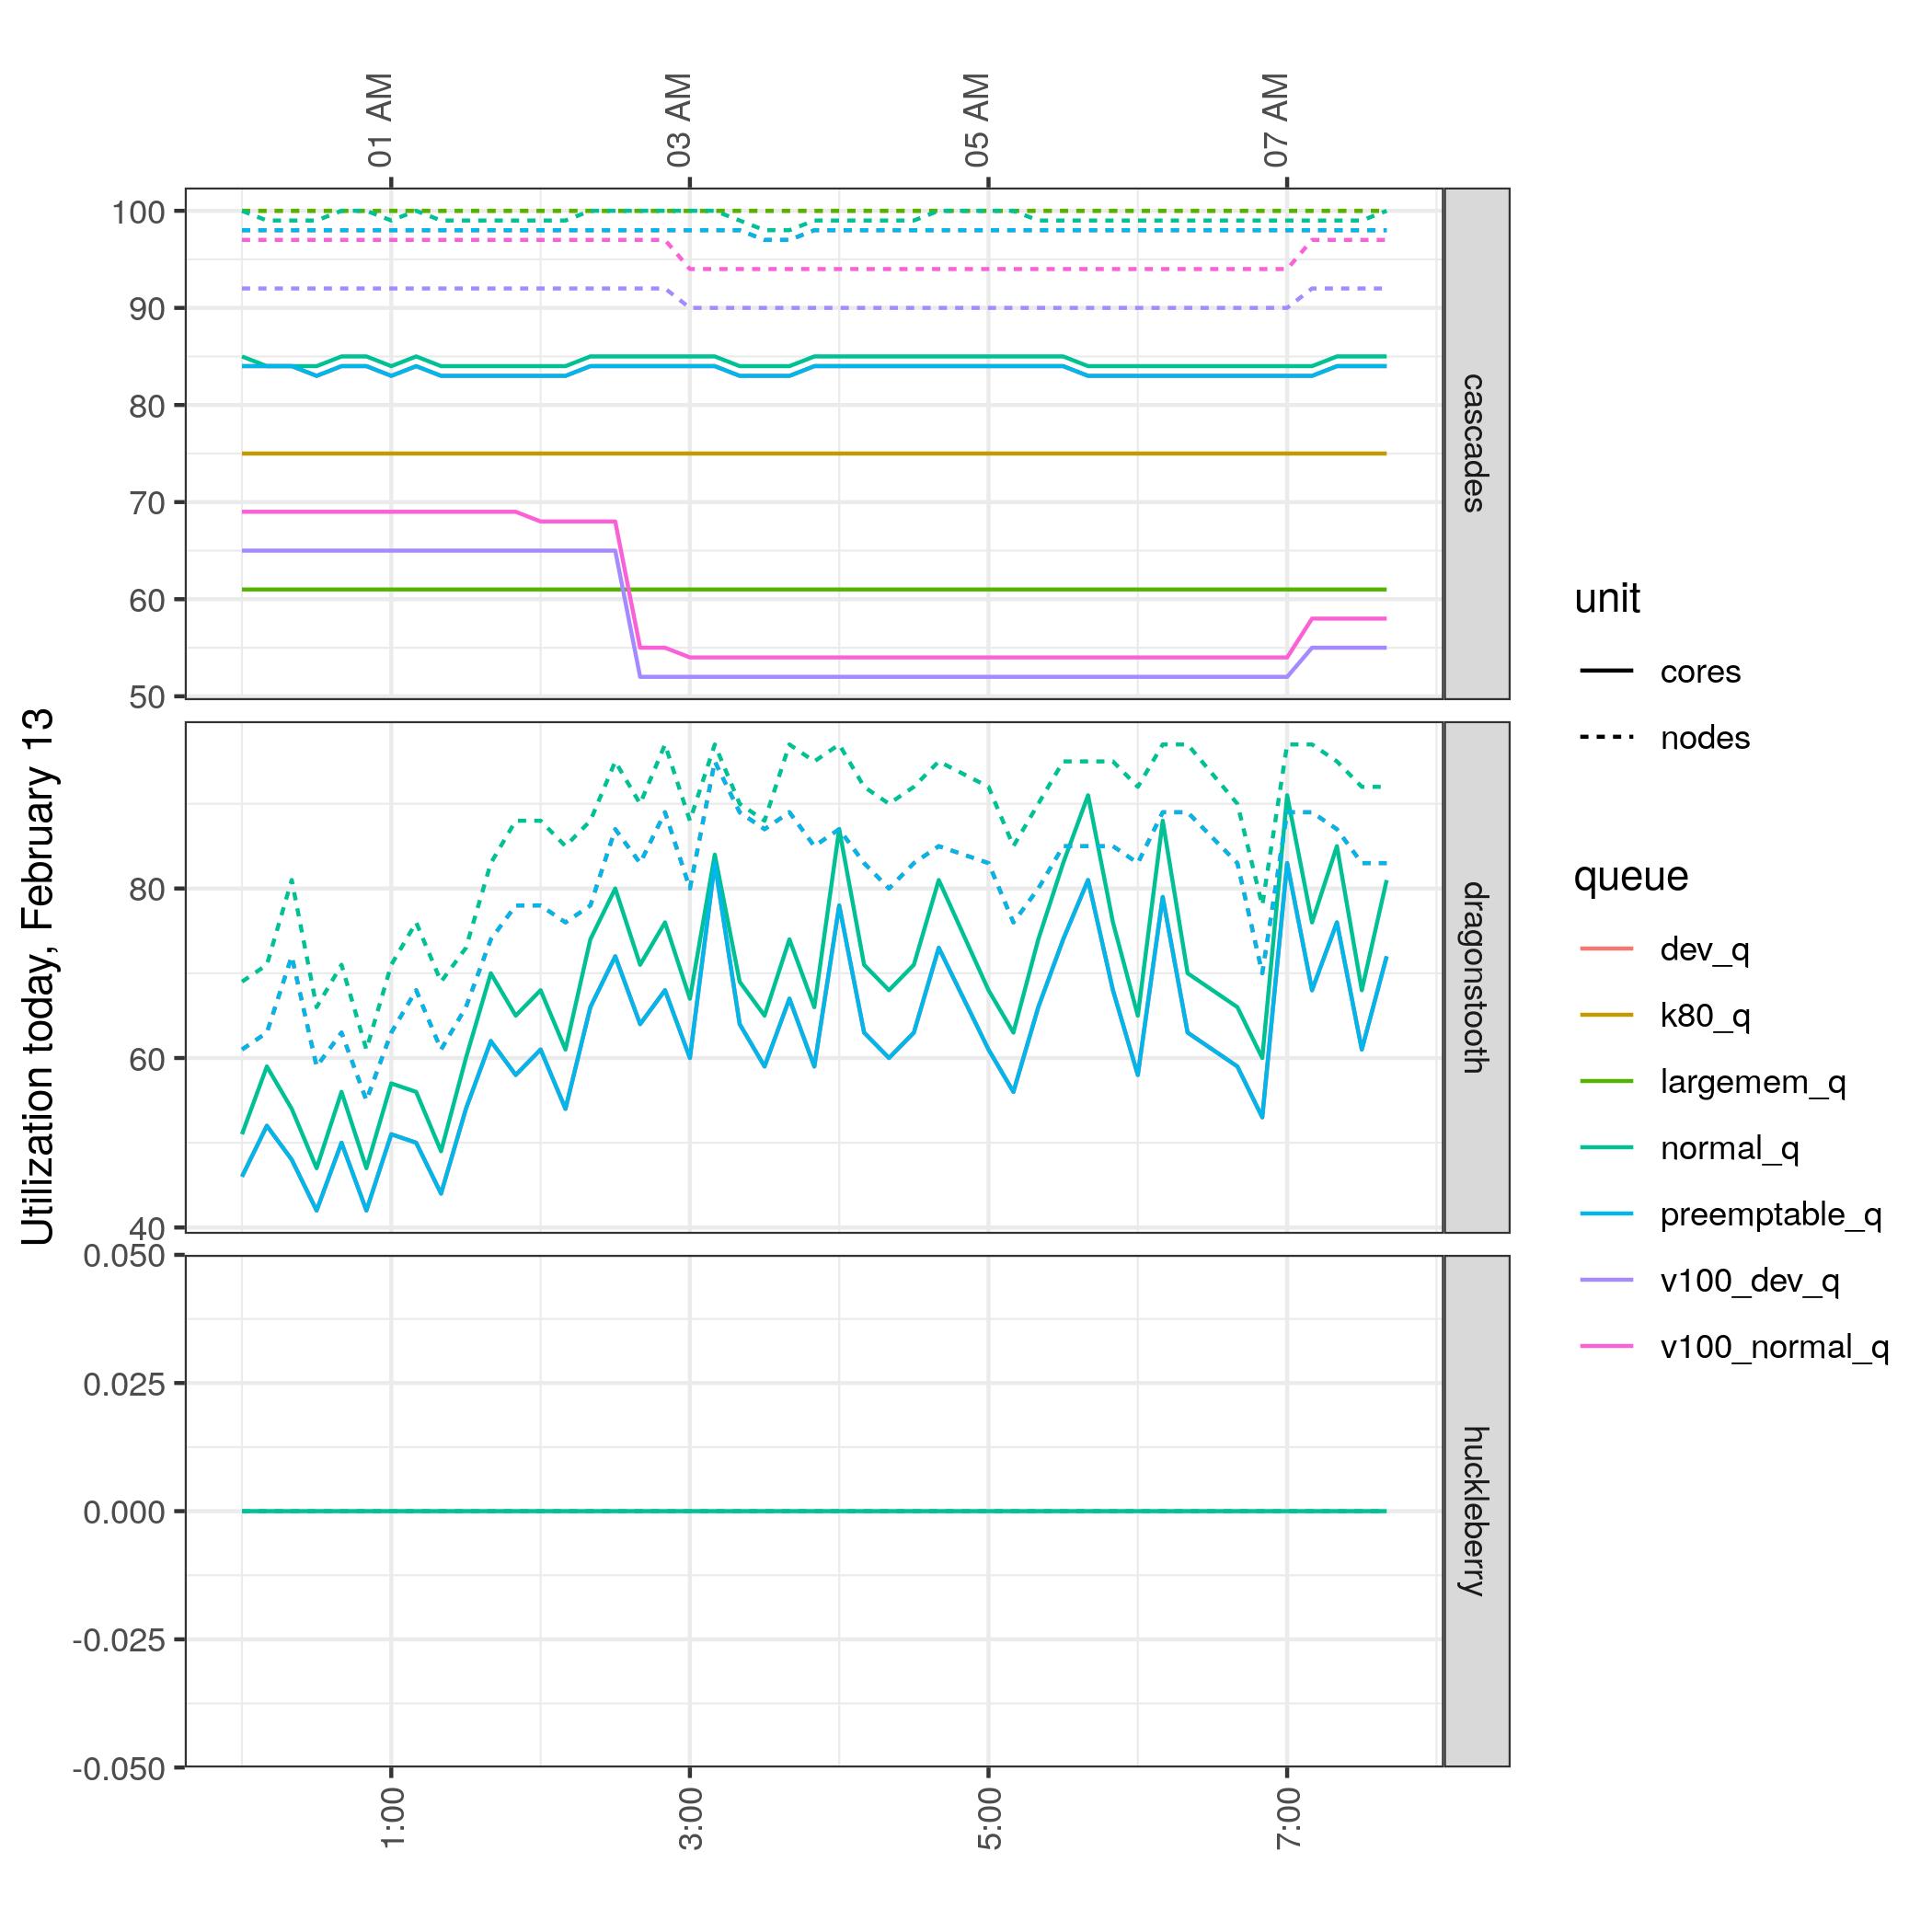 01 AM
03 AM
05 AM
07 AM
Utilization today, February 13
100
90
80
70
60
50
cascades
80
60
40
dragonstooth
0.050
0.025
0.000
-0.025
-0.050
huckleberry
1:00
3:00
5:00
7:00
unit
cores
nodes
queue
dev_q
k80_q
largemem_q
normal_q
preemptable_q
v100_dev_q
v100_normal_q